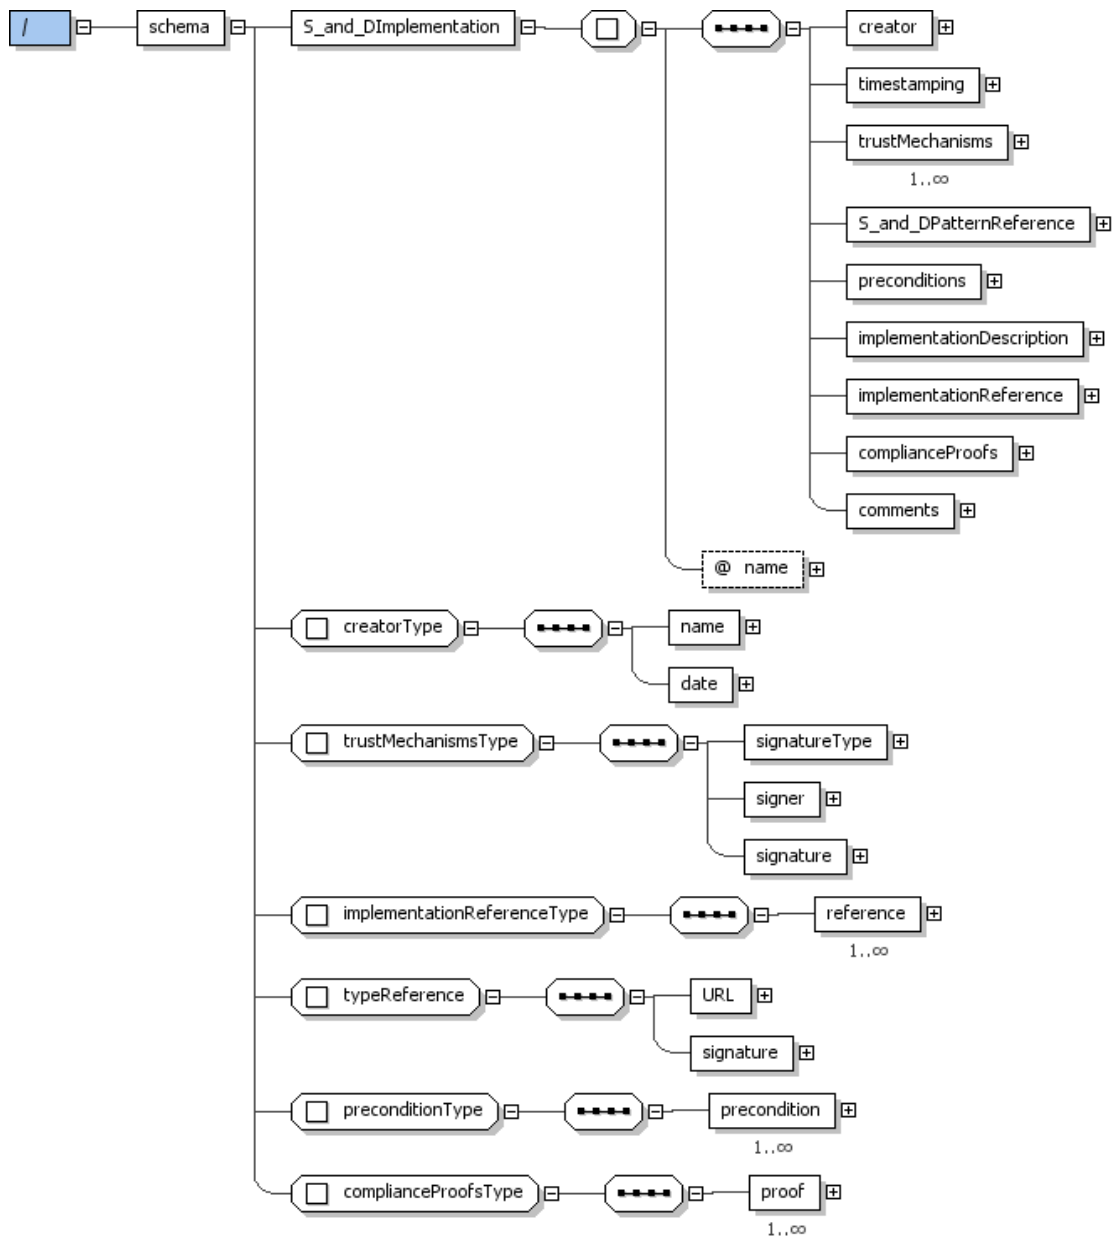 /
schema
S_and_DImplementation
creator
timestamping
trustMechanisms
1..∞
S_and_DPatternReference
preconditions
implementationDescription
implementationReference
complianceProofs
comments
@ name
creatorType
name
date
trustMechanismsType
signatureType
signer
signature
implementationReferenceType
reference
1..∞
typeReference
URL
signature
preconditionType
precondition
1..∞
complianceProofsType
proof
1..∞